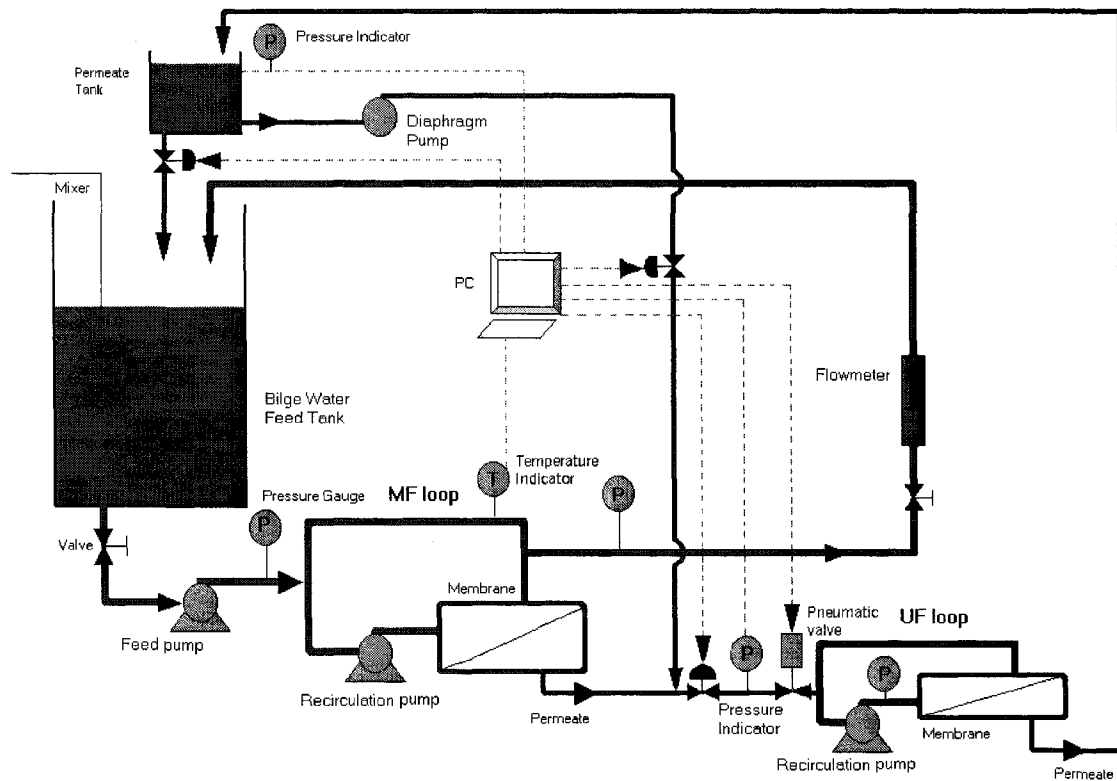 P
Pressure Indicator
Permeate
Tank
Diaphragm
Pump
Mixer
PC
Flowmeter
Bilge Water
Feed Tank
T
Temperature
Indicator
P
Pressure Gauge
MF loop
P
Valve
Membrane
Pneumatic
valve
UF loop
Feed pump
P
P
Recirculation pump
Permeate
Pressure
Indicator
Membrane
Recirculation pump
Permeate